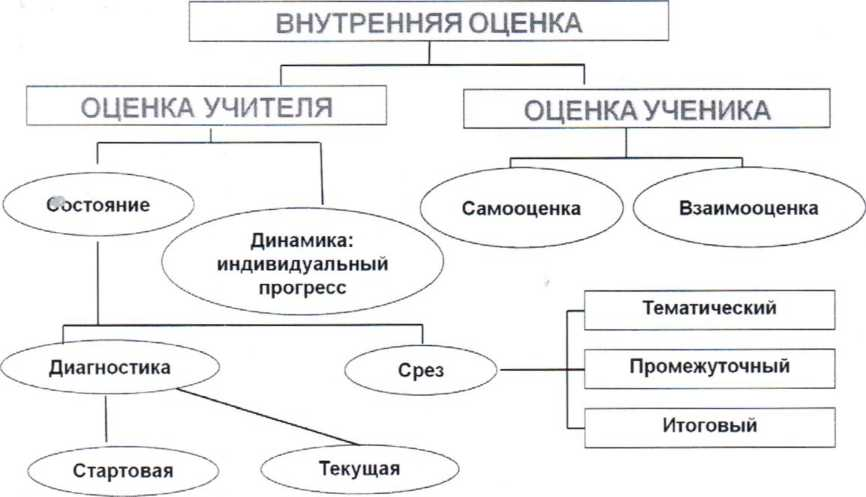 ВНУТРЕННЯЯ ОЦЕНКА
ОЦЕНКА УЧИТЕЛЯ
ОЦЕНКА УЧЕНИКА
Состояние
Динамика:
индивидуальный
прогресс
Самооценка
Взаимооценка
Тематический
Диагностика
Срез
Промежуточный
Итоговый
Стартовая
Текущая